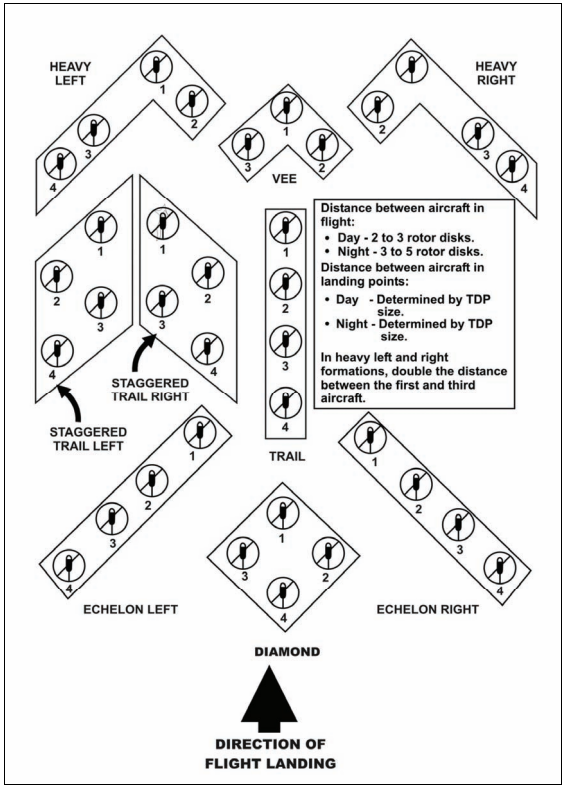 HEAVY
LEFT
1
2
3
4
1
3
2
VEE
HEAVY
RIGHT
2
3
4
1
2
3
4
1
2
3
4
STAGGERED
TRAIL RIGHT
STAGGERED
TRAIL LEFT
1
2
3
4
TRAIL
Distance between aircraft in
flight:
• Day - 2 to 3 rotor disks.
• Night - 3 to 5 rotor disks.
Distance between aircraft in
landing points:
• Day - Determined by TDP
size.
• Night - Determined by TDP
size.
In heavy left and right
formations, double the distance
between the first and third
aircraft.
1
2
3
4
ECHELON LEFT
1
3
2
4
DIAMOND
1
2
3
4
ECHELON RIGHT
DIRECTION OF
FLIGHT LANDING